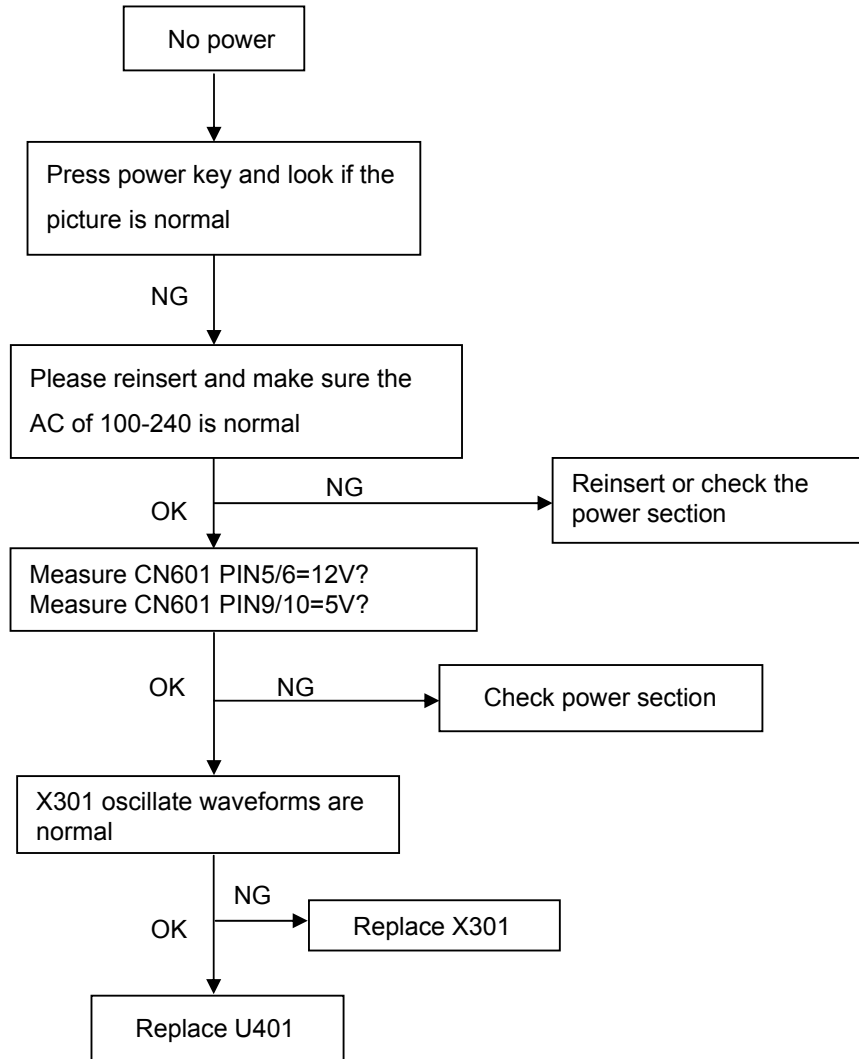 No power
Press power key and look if the
picture is normal
NG
Please reinsert and make sure the
AC of 100-240 is normal
NG
OK
Reinsert or check the
power section
Measure CN601 PIN5/6=12V?
Measure CN601 PIN9/10=5V?
OK
NG
Check power section
X301 oscillate waveforms are
normal
NG
OK
Replace X301
Replace U401